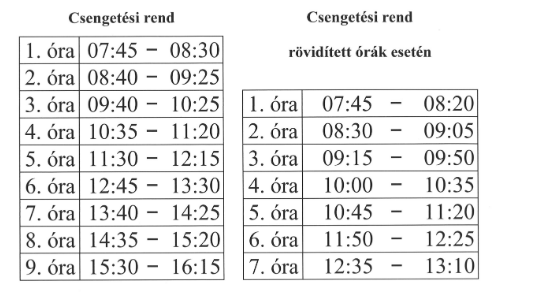 Csengetési rend
1. óra 07:45 – 08:30
2. óra 08:40 – 09:25
3. óra 09:40 – 10:25
4. óra 10:35 – 11:20
5. óra 11:30 – 12:15
6. óra 12:45 – 13:30
7. óra 13:40 – 14:25
8. óra 14:35 – 15:20
9. óra 15:30 – 16:15
Csengetési rend
rövidített órák esetén
1. óra 07:45 – 08:20
2. óra 08:30 – 09:05
3. óra 09:15 – 09:50
4. óra 10:00 – 10:35
5. óra 10:45 – 11:20
6. óra 11:50 – 12:25
7. óra 12:35 – 13:10